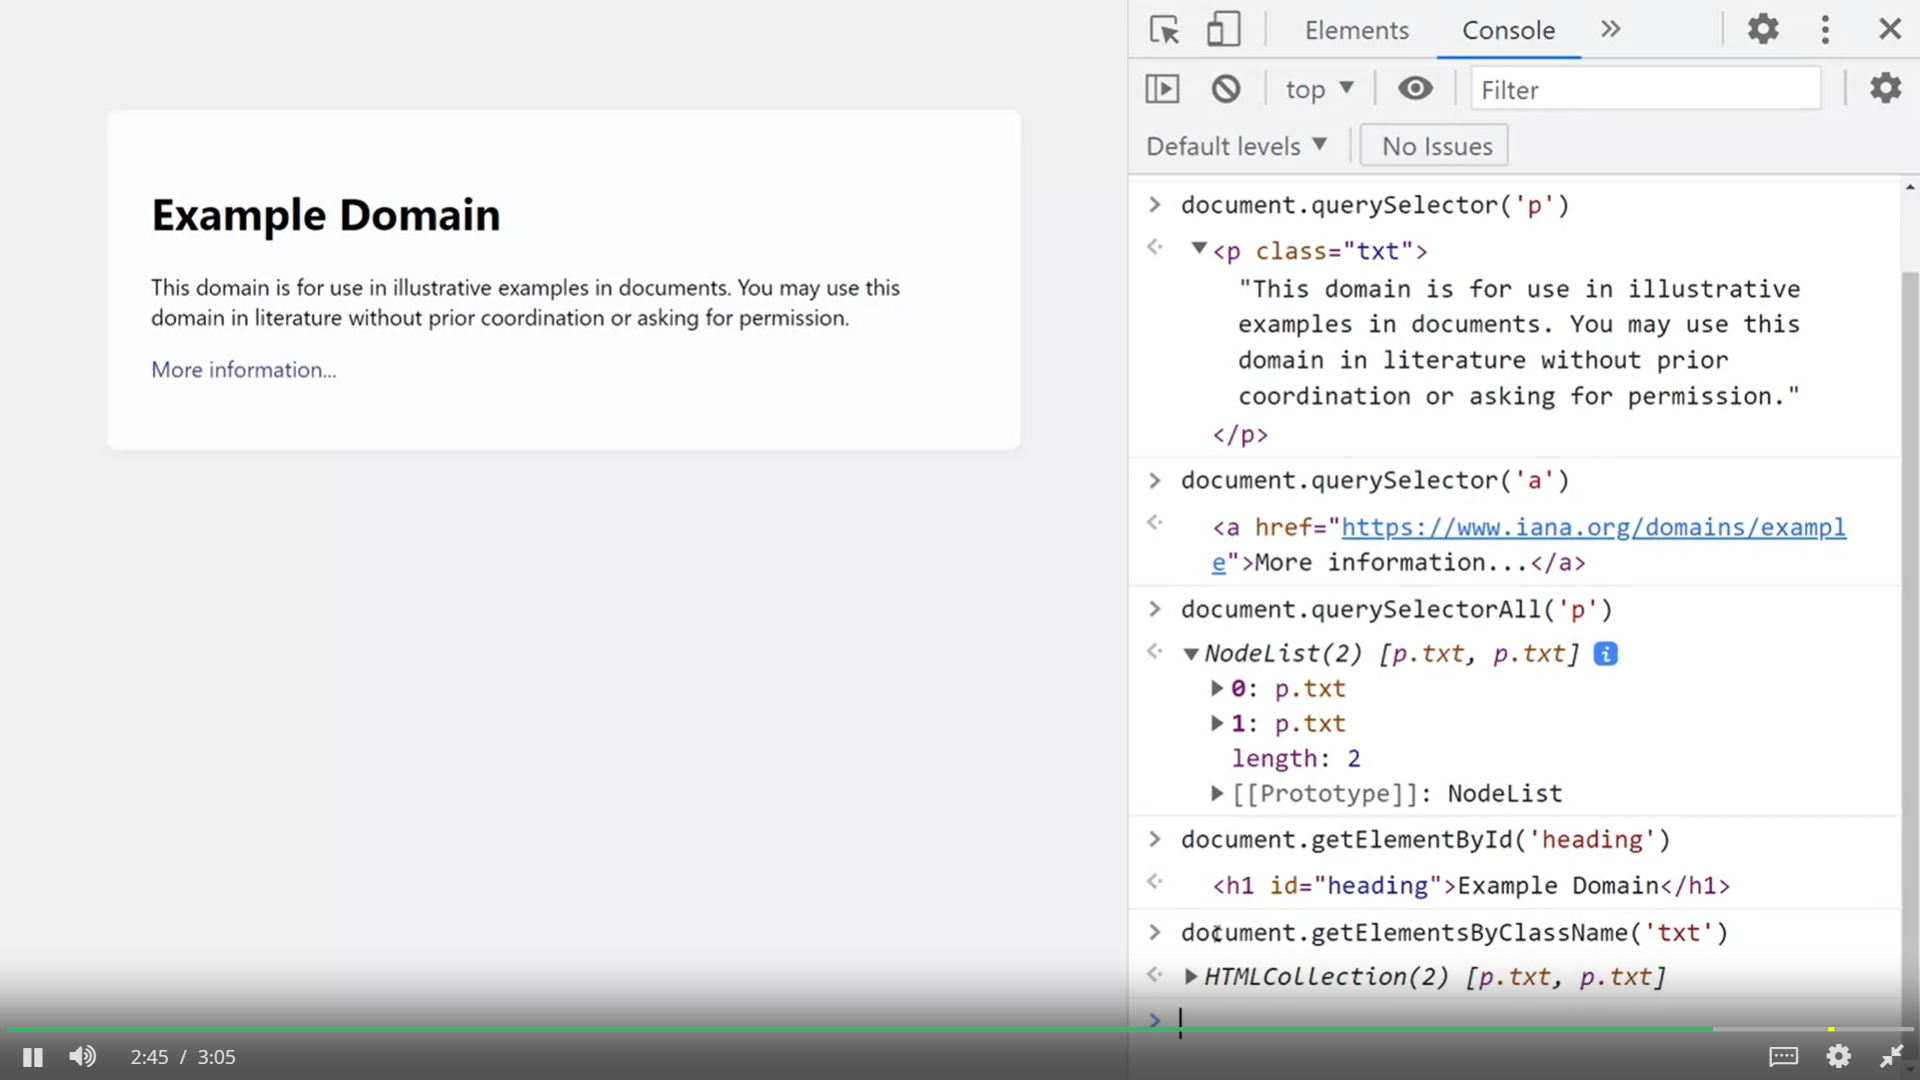 Example Domain
This domain is for use in illustrative examples in documents. You may use this
domain in literature without prior coordination or asking for permission.
More information...
Elements Console
top Filter
Default levels No Issues
document.querySelector('p')
<p class="txt">
"This domain is for use in illustrative
examples in documents. You may use this
domain in literature without prior
coordination or asking for permission."
</p>
document.querySelector('a')
<a href="https://www.iana.org/domains/exampl
e">More information...</a>
document.querySelectorAll('p')
NodeList(2) [p.txt, p.txt] i
0: p.txt
1: p.txt
length: 2
[[Prototype]]: NodeList
document.getElementById('heading')
<h1 id="heading">Example Domain</h1>
document.getElementsByClassName('txt')
HTMLCollection(2) [p.txt, p.txt]
2:45 / 3:05